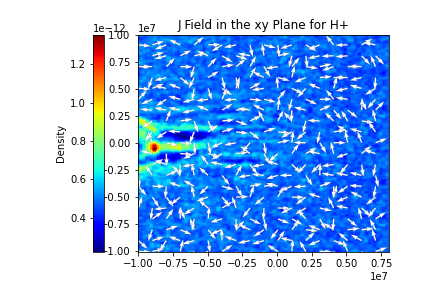 J Field in the xy Plane for H+
1e−12
1e7
1.2
1.0
0.8
0.6
0.4
Density
1.00
0.75
0.50
0.25
0.00
−0.25
−0.50
−0.75
−1.00
−1.00 −0.75 −0.50 −0.25 0.00 0.25 0.50 0.75
1e7